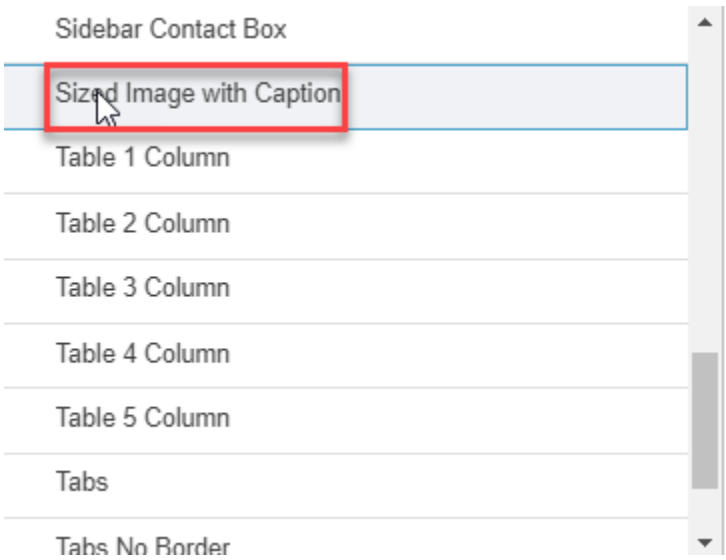 Sidebar Contact Box
Sized Image with Caption
Table 1 Column
Table 2 Column
Table 3 Column
Table 4 Column
Table 5 Column
Tabs
Tabs No Border